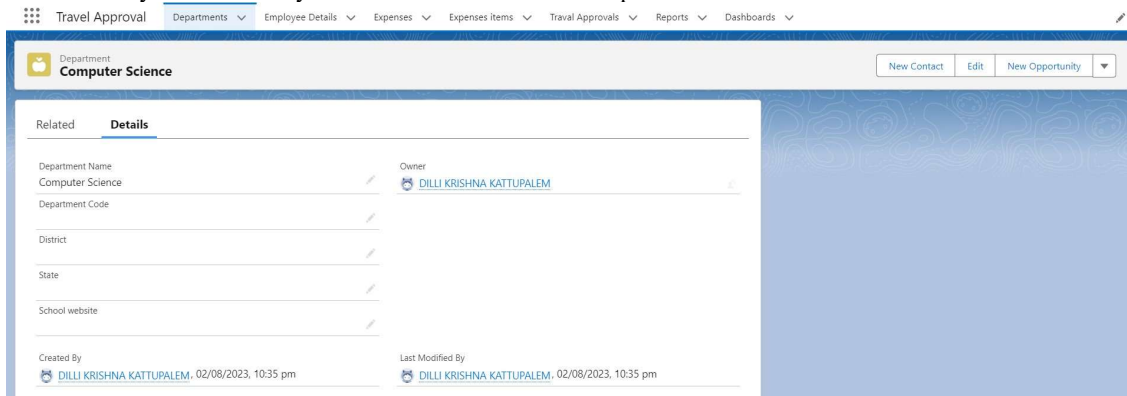 Travel Approval Departments Employee Details Expenses Expenses items Traval Approvals Reports Dashboards
Department
Computer Science
New Contact Edit New Opportunity
Related Details
Department Name
Computer Science
Owner
DILLI KRISHNA KATTUPALEM
Department Code
District
State
School website
Created By
DILLI KRISHNA KATTUPALEM, 02/08/2023, 10:35 pm
Last Modified By
DILLI KRISHNA KATTUPALEM, 02/08/2023, 10:35 pm